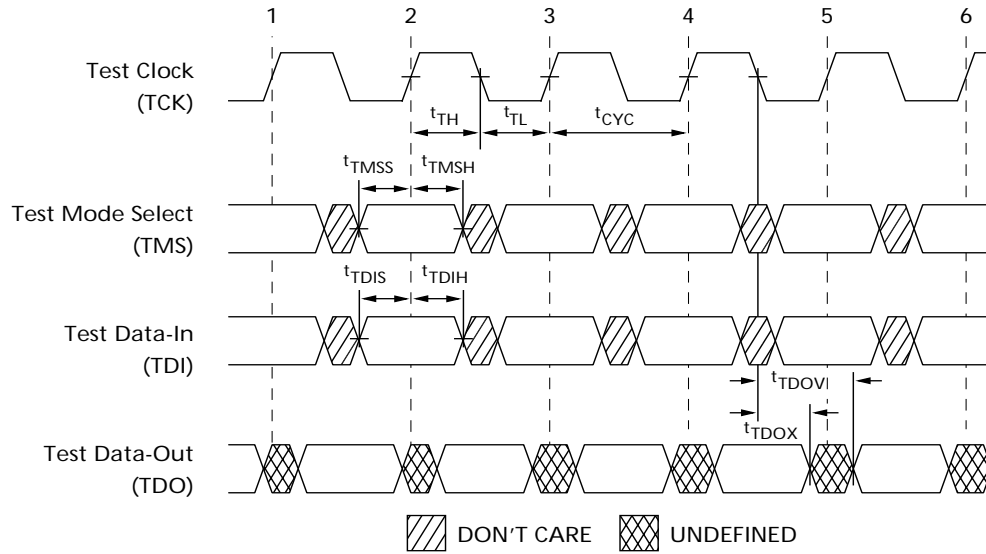 1 2 3 4 5 6
Test Clock
(TCK)
tTH tTL tCYC
tTMSS tTMSH
Test Mode Select
(TMS)
tTDIS tTDIH
Test Data-In
(TDI)
tTDOV
tTDOX
Test Data-Out
(TDO)
DON'T CARE UNDEFINED